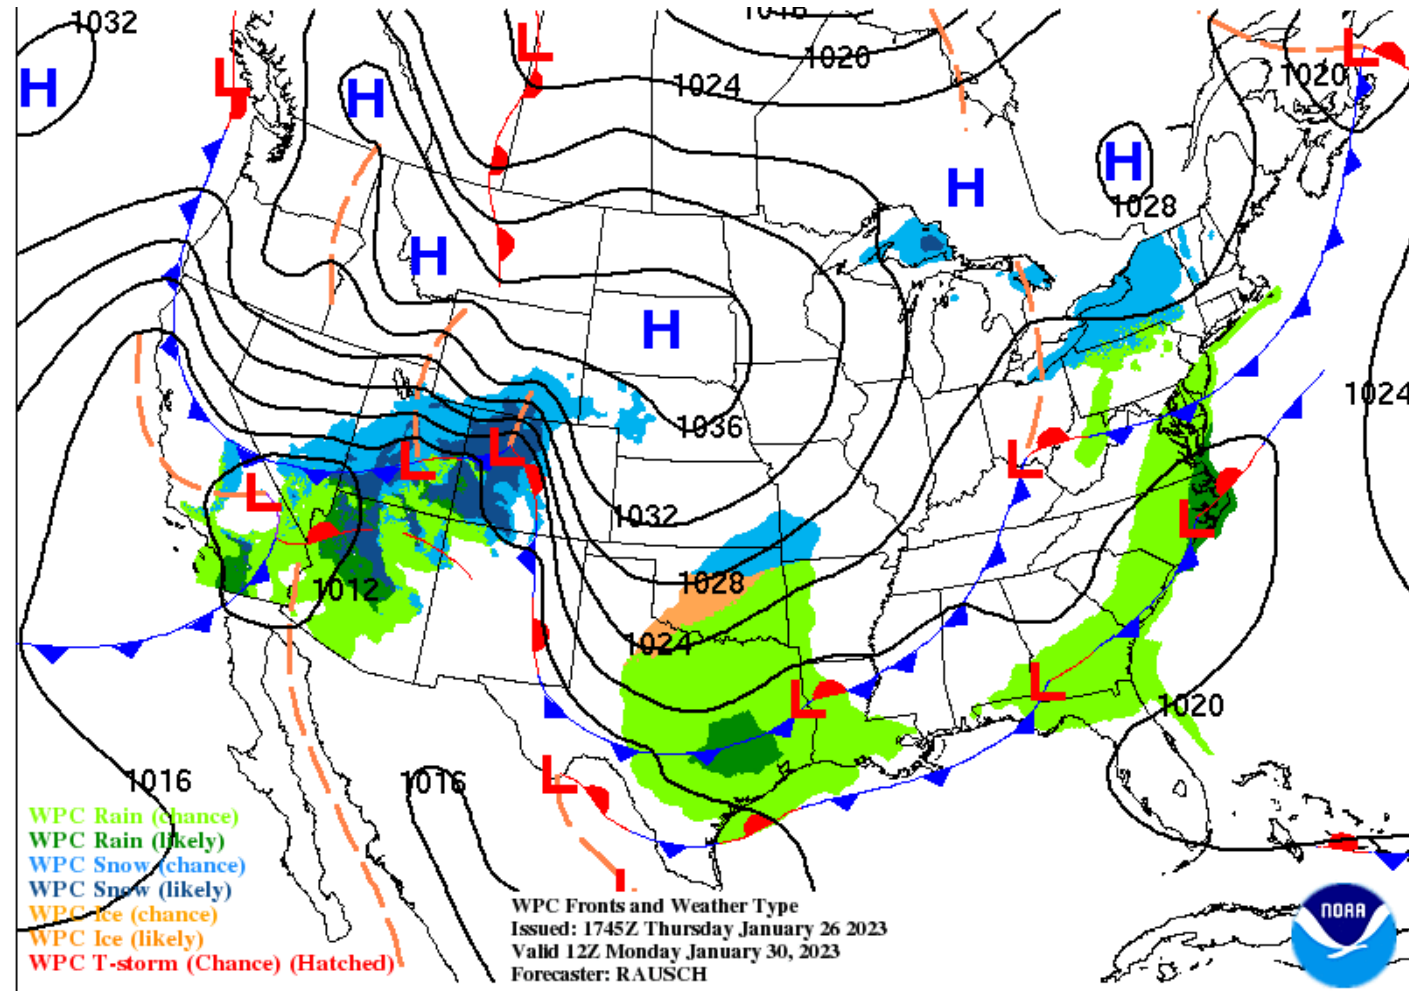 1032
1016
1020
L
L
L
1020
1024
H
H
H
H
1028
H
H
1036
1024
L
L
L
L
L
1032
1012
1028
1024
L
L
1020
L
1016
1016
L
WPC Rain (chance)
WPC Rain (likely)
WPC Snow (chance)
WPC Snow (likely)
WPC Ice (chance)
WPC Ice (likely)
WPC T-storm (Chance) (Hatched)
WPC Fronts and Weather Type
Issued: 1745Z Thursday January 26 2023
Valid 12Z Monday January 30, 2023
Forecaster: RAUSCH
NOAA